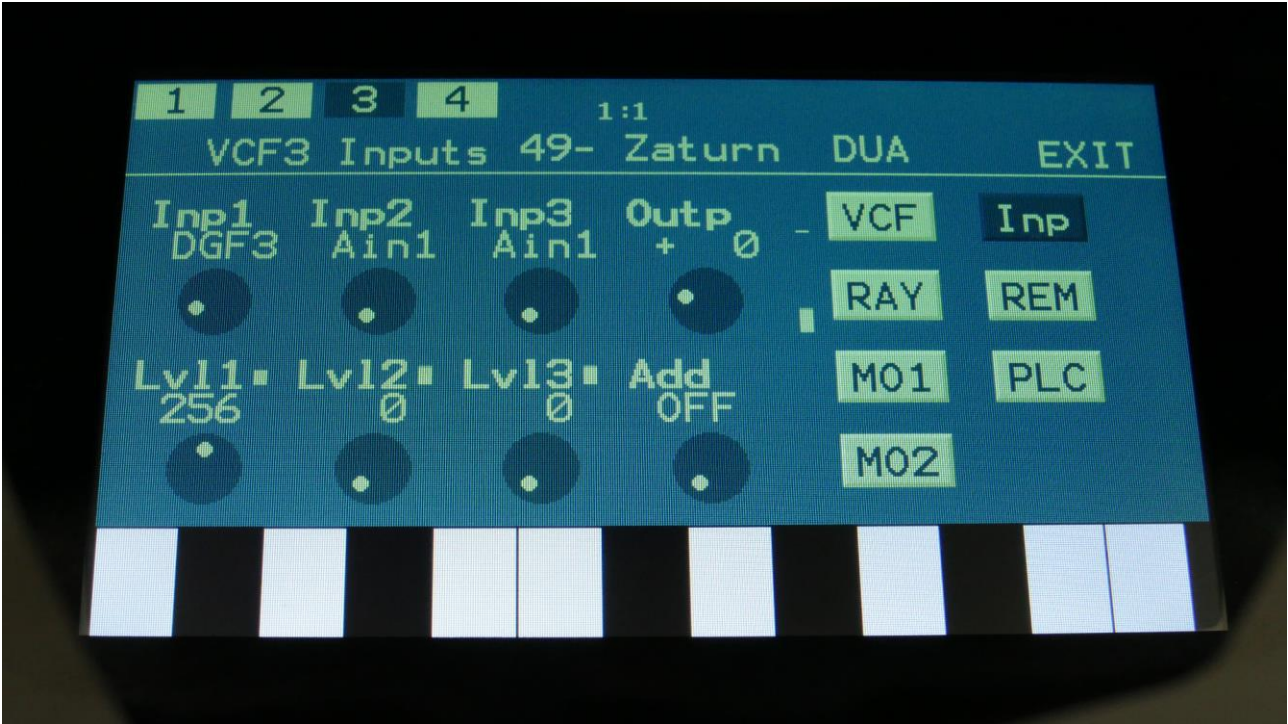 1 2 3 4 1:1
VCF3 Inputs 49- Zaturn DUA EXIT
Inp1 Inp2 Inp3 Outp - VCF Inp
DGF3 Ain1 Ain1 + 0
RAY REM
Lvl1 Lvl2 Lvl3 Add MO1 PLC
256 0 0 OFF
MO2